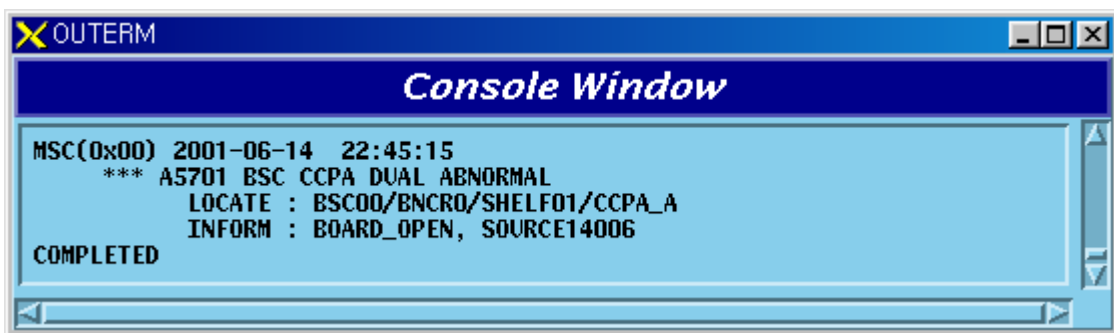 OUTERM
Console Window
MSC(0x00) 2001-06-14 22:45:15
*** A5701 BSC CCPA DUAL ABNORMAL
LOCATE : BSC00/BNCR0/SHELF01/CCPA_A
INFORM : BOARD_OPEN, SOURCE14006
COMPLETED